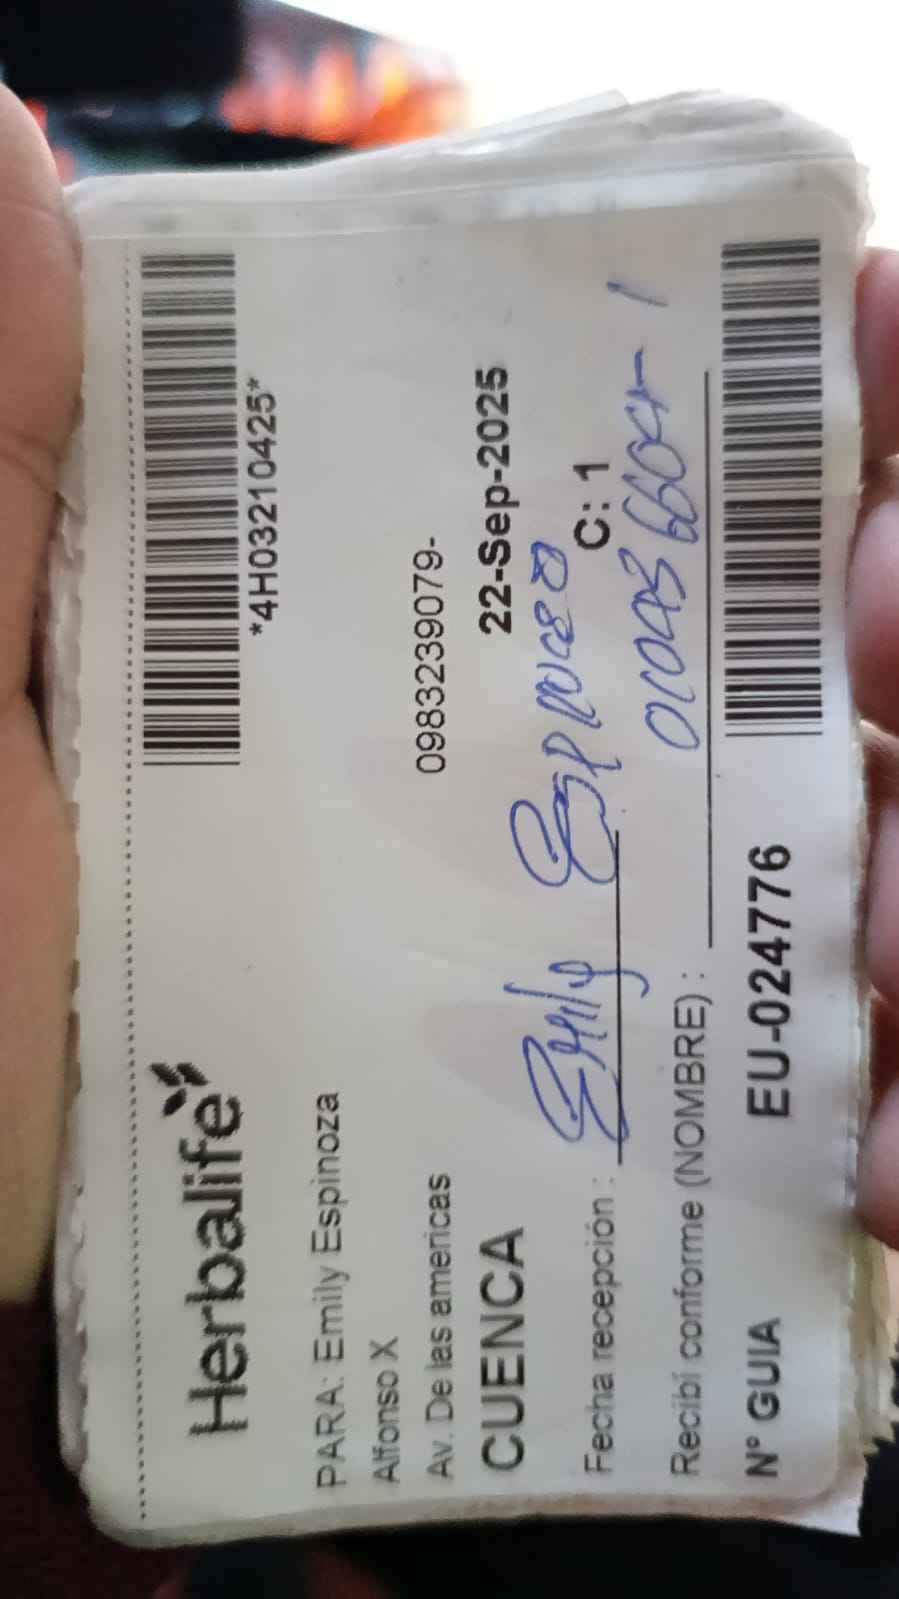 Herbalife
*4H03210425*
PARA: Emily Espinoza
Alfonso X
Av. De las americas 0983239079-
CUENCA 22-Sep-2025
Fecha recepción : Emily Espinoza
C: 1
Recibí conforme (NOMBRE) :
N° GUIA EU-024776